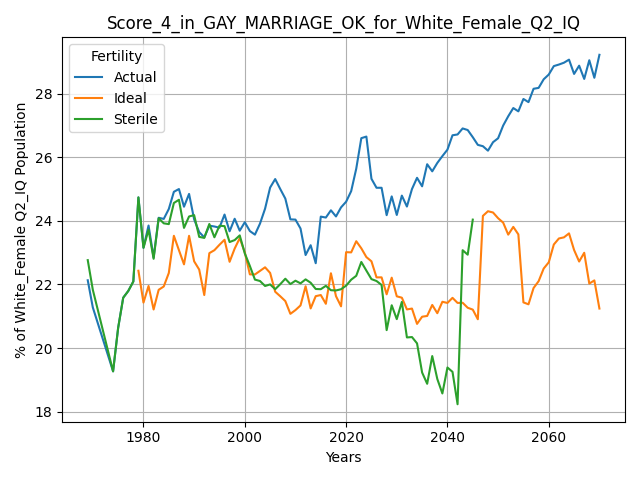 Score_4_in_GAY_MARRIAGE_OK_for_White_Female_Q2_IQ
Fertility
Actual
Ideal
Sterile
% of White_Female Q2_IQ Population
28
26
24
22
20
18
1980
2000
2020
2040
2060
Years